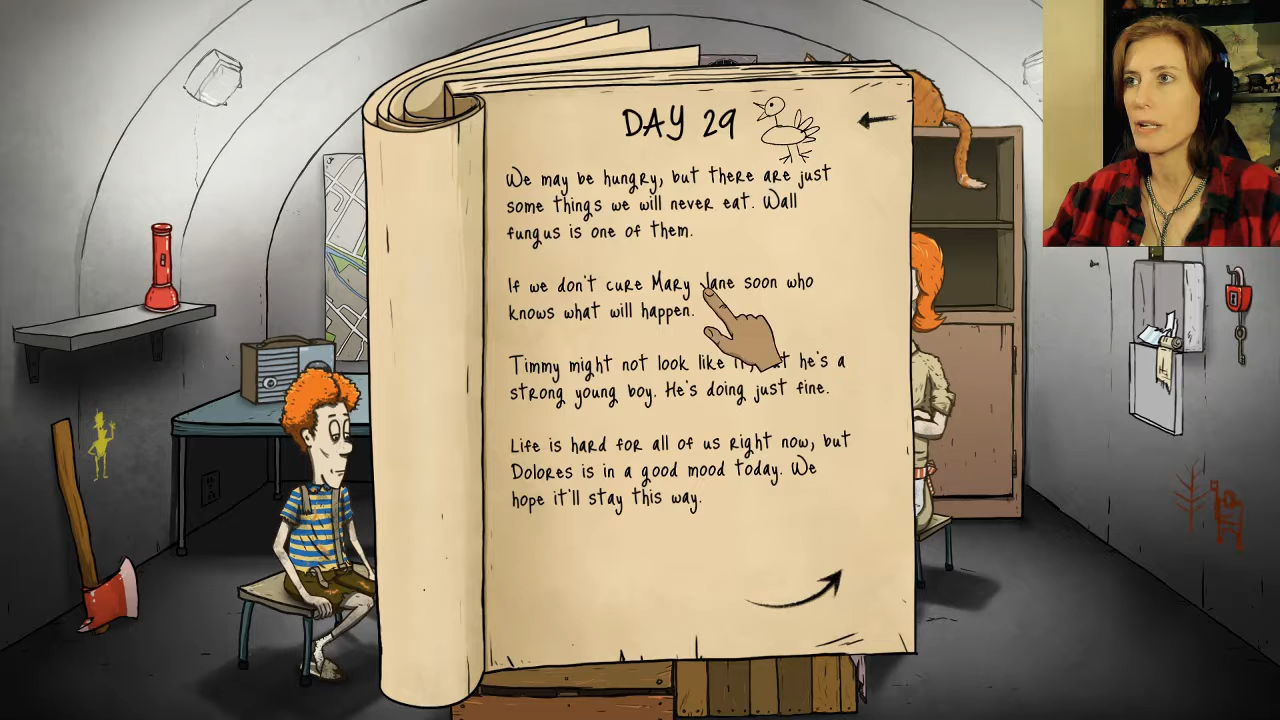 DAY 29
We may be hungry, but there are just
some things we will never eat. Wall
fungus is one of them.
If we don't cure Mary Jane soon who
knows what will happen.
Timmy might not look like he's a
strong young boy. He's doing just fine.
Life is hard for all of us right now, but
Dolores is in a good mood today. We
hope it'll stay this way.